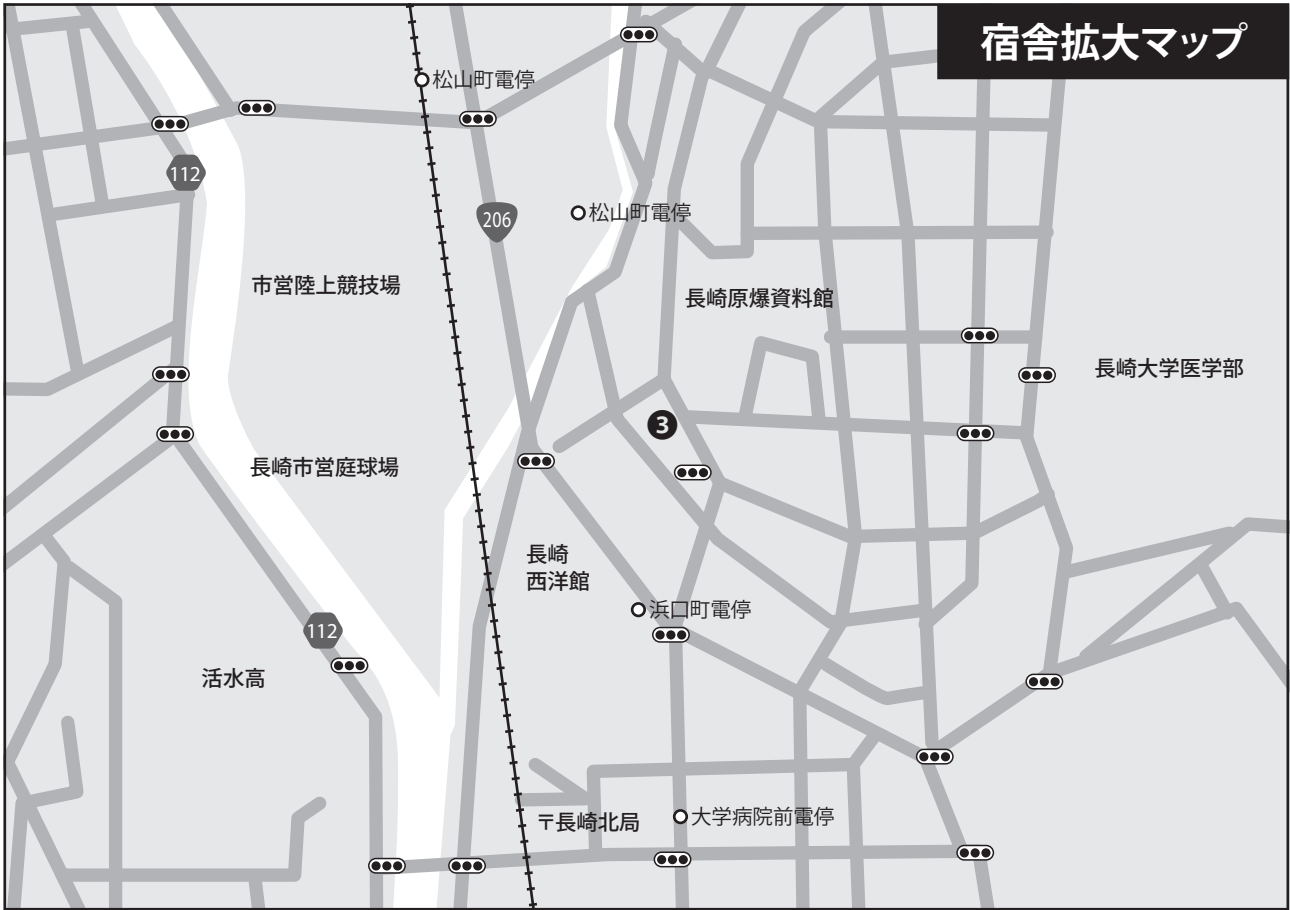 宿舎拡大マップ
松山町電停
112
206
松山町電停
市営陸上競技場
長崎原爆資料館
長崎大学医学部
3
長崎市営庭球場
長崎
西洋館
浜口町電停
112
活水高
〒長崎北局
大学病院前電停